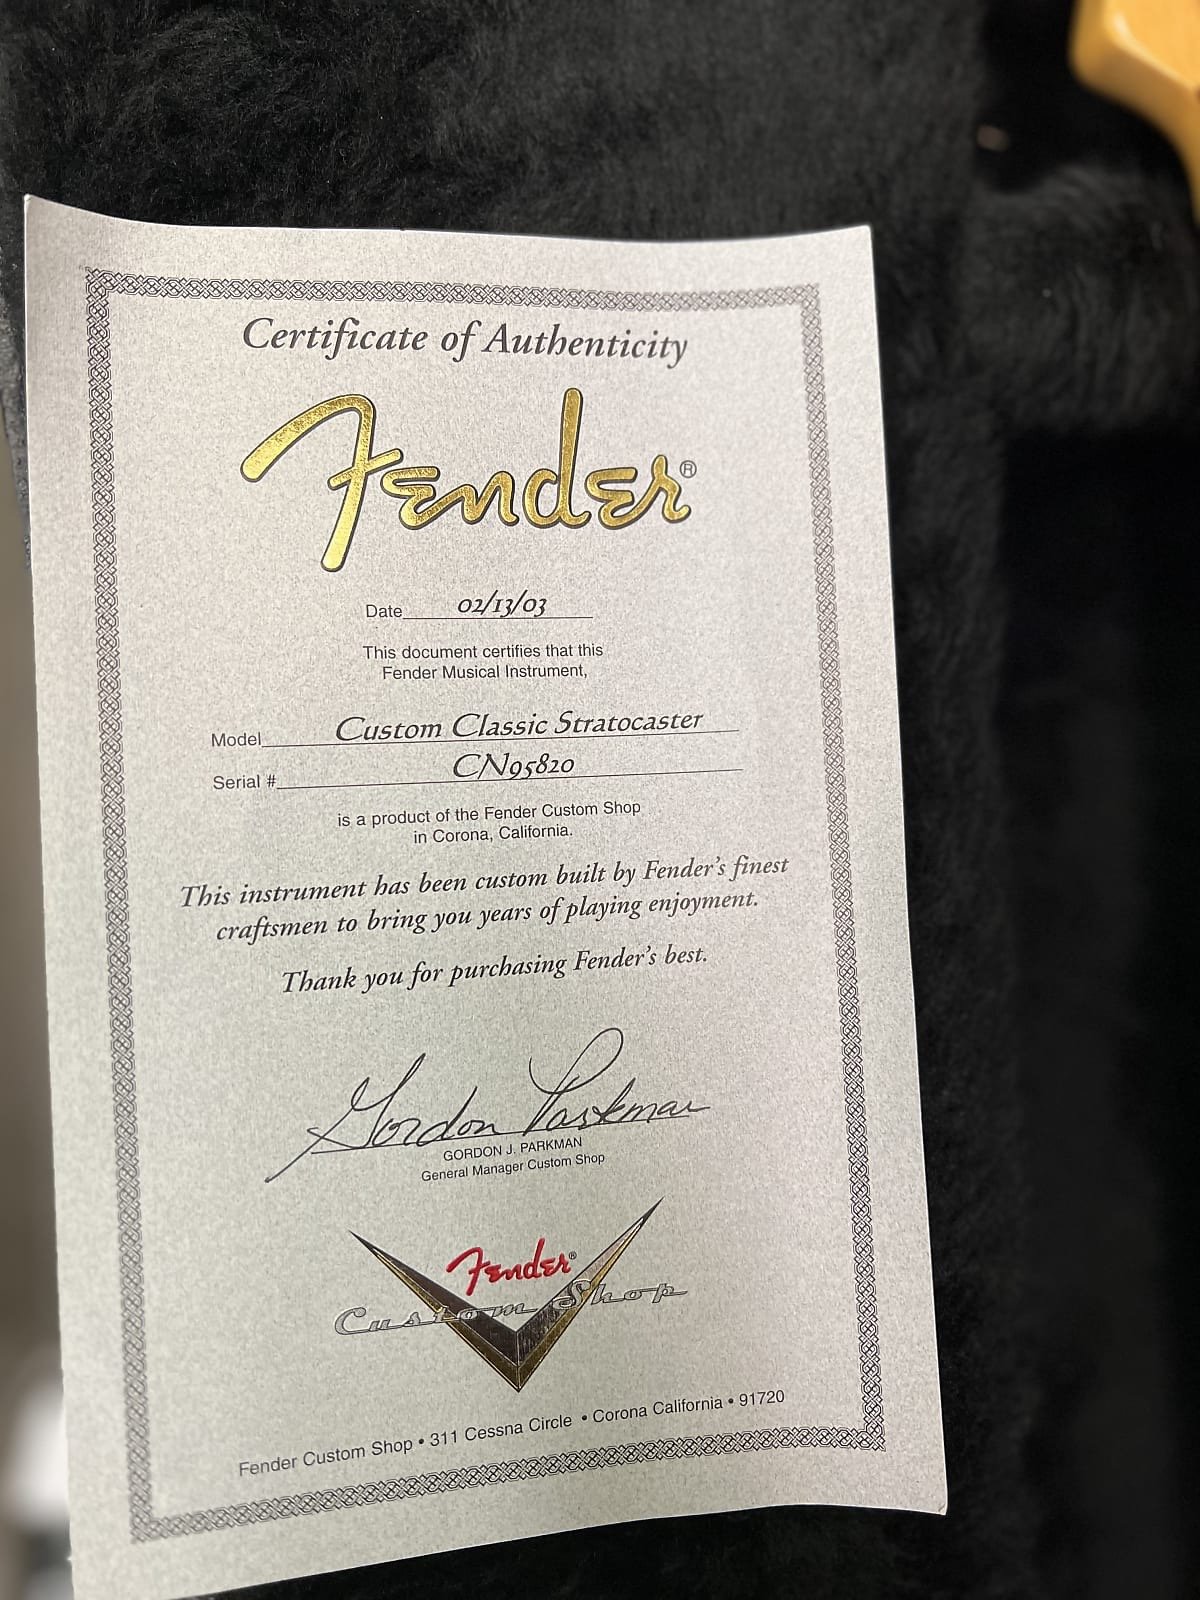 Certificate of Authenticity
Fender®
Date 02/13/03
This document certifies that this
Fender Musical Instrument,
Model Custom Classic Stratocaster
Serial # CN95820
is a product of the Fender Custom Shop
in Corona, California.
This instrument has been custom built by Fender's finest
craftsmen to bring you years of playing enjoyment.
Thank you for purchasing Fender's best.
Gordon Parkman
GORDON J. PARKMAN
General Manager Custom Shop
Fender®
Custom Shop
Fender Custom Shop • 311 Cessna Circle • Corona California • 91720